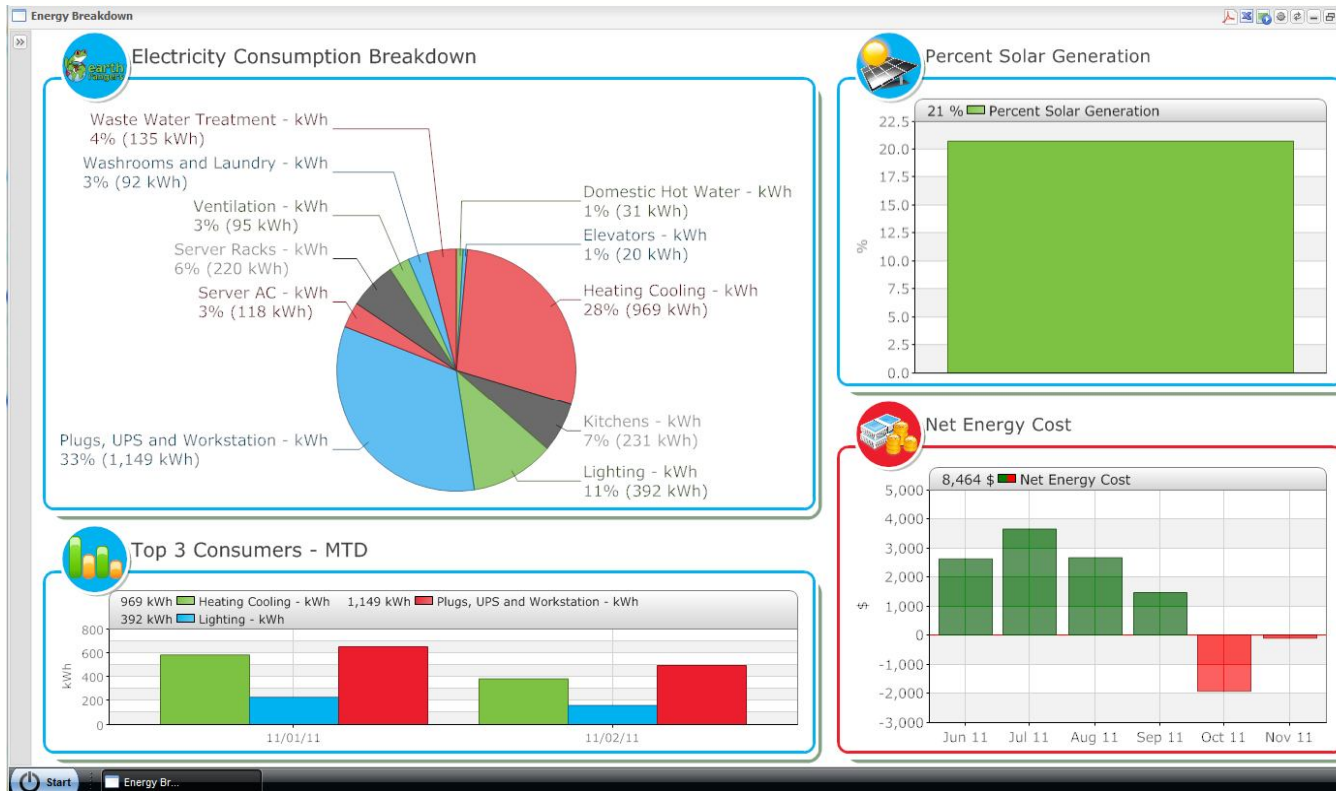 Energy Breakdown
Electricity Consumption Breakdown
earth
rangers
Waste Water Treatment - kWh
4% (135 kWh)
Washrooms and Laundry - kWh
3% (92 kWh)
Ventilation - kWh
3% (95 kWh)
Server Racks - kWh
6% (220 kWh)
Server AC - kWh
3% (118 kWh)
Plugs, UPS and Workstation - kWh
33% (1,149 kWh)
Domestic Hot Water - kWh
1% (31 kWh)
Elevators - kWh
1% (20 kWh)
Heating Cooling - kWh
28% (969 kWh)
Kitchens - kWh
7% (231 kWh)
Lighting - kWh
11% (392 kWh)
Percent Solar Generation
21 % Percent Solar Generation
22.5
20.0
17.5
15.0
12.5
10.0
7.5
5.0
2.5
0.0
%
Top 3 Consumers - MTD
969 kWh Heating Cooling - kWh 1,149 kWh Plugs, UPS and Workstation - kWh
392 kWh Lighting - kWh
800
600
400
200
0
kWh
11/01/11 11/02/11
Net Energy Cost
8,464 $ Net Energy Cost
5,000
4,000
3,000
2,000
1,000
0
-1,000
-2,000
-3,000
$
Jun 11 Jul 11 Aug 11 Sep 11 Oct 11 Nov 11
Start Energy Br...